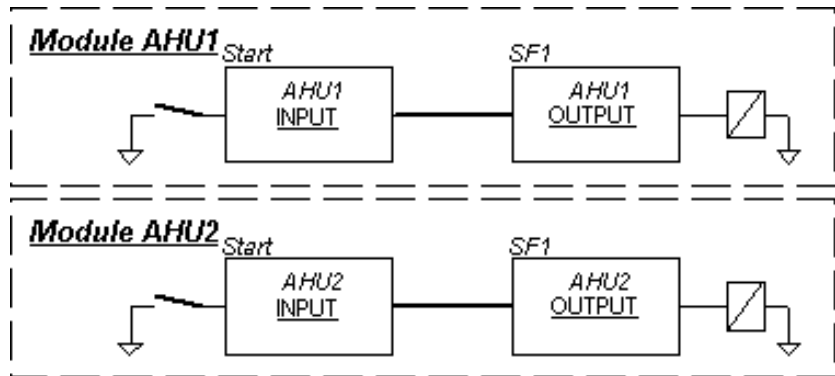 Module AHU1
Start
SF1
AHU1
INPUT
AHU1
OUTPUT
Module AHU2
Start
SF1
AHU2
INPUT
AHU2
OUTPUT